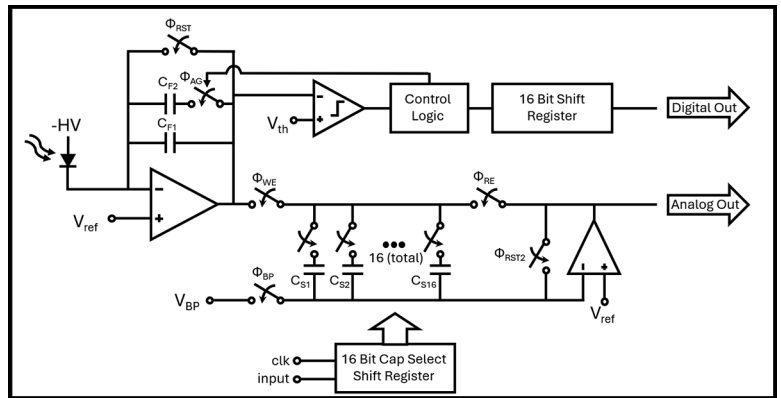 Φ_RST
C_F2
Φ_AG
C_F1
-HV
V_ref
V_th
Control
Logic
16 Bit Shift
Register
Digital Out
Φ_WE
Φ_RE
Analog Out
16 (total)
C_S1
C_S2
C_S16
Φ_RST2
Φ_BP
V_BP
V_ref
clk
input
16 Bit Cap Select
Shift Register